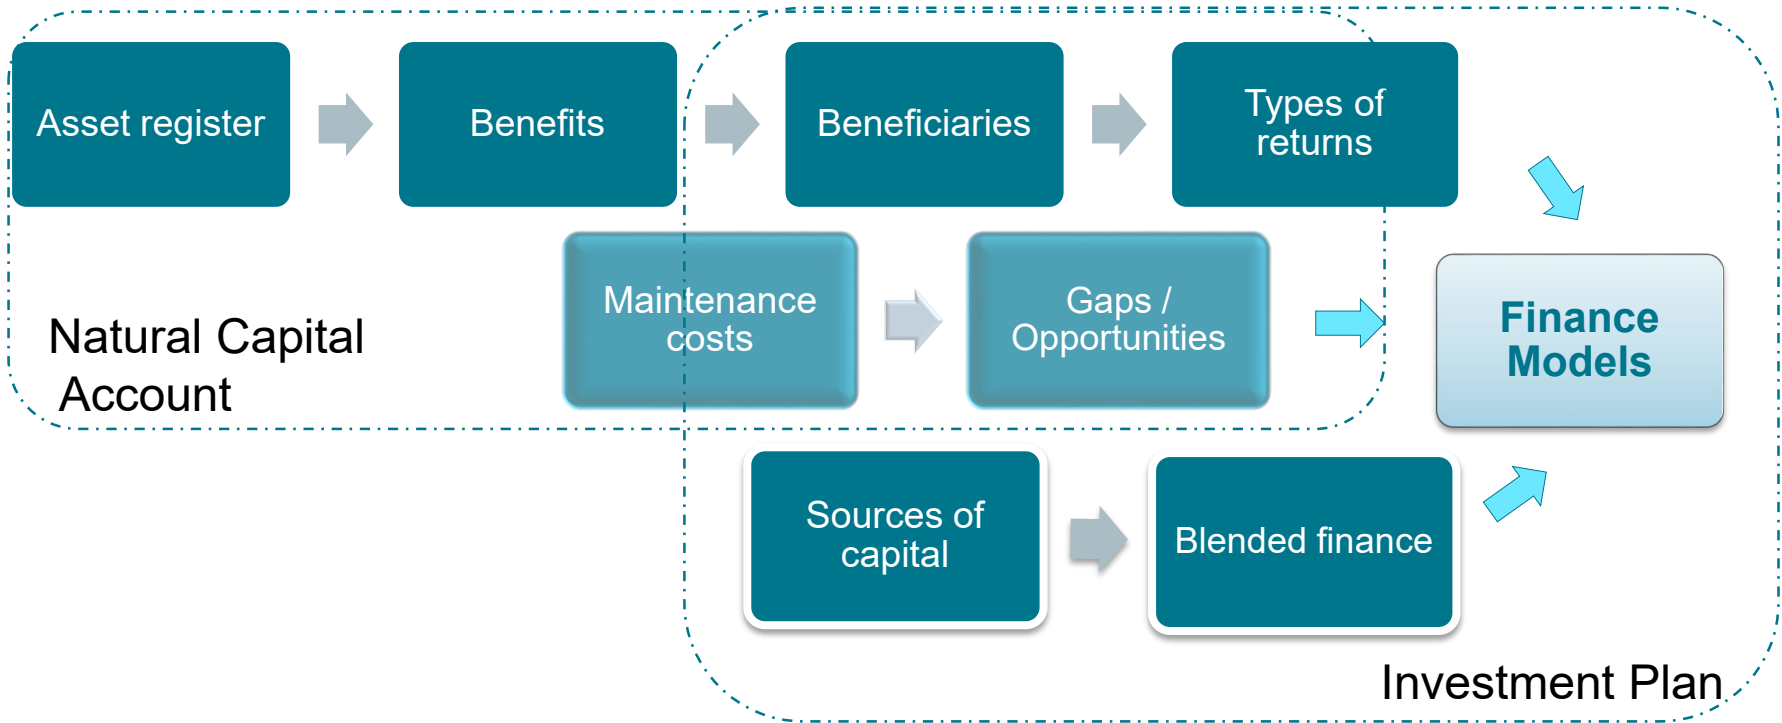 Asset register
Benefits
Beneficiaries
Types of
returns
Maintenance
costs
Gaps /
Opportunities
Finance
Models
Natural Capital
Account
Sources of
capital
Blended finance
Investment Plan